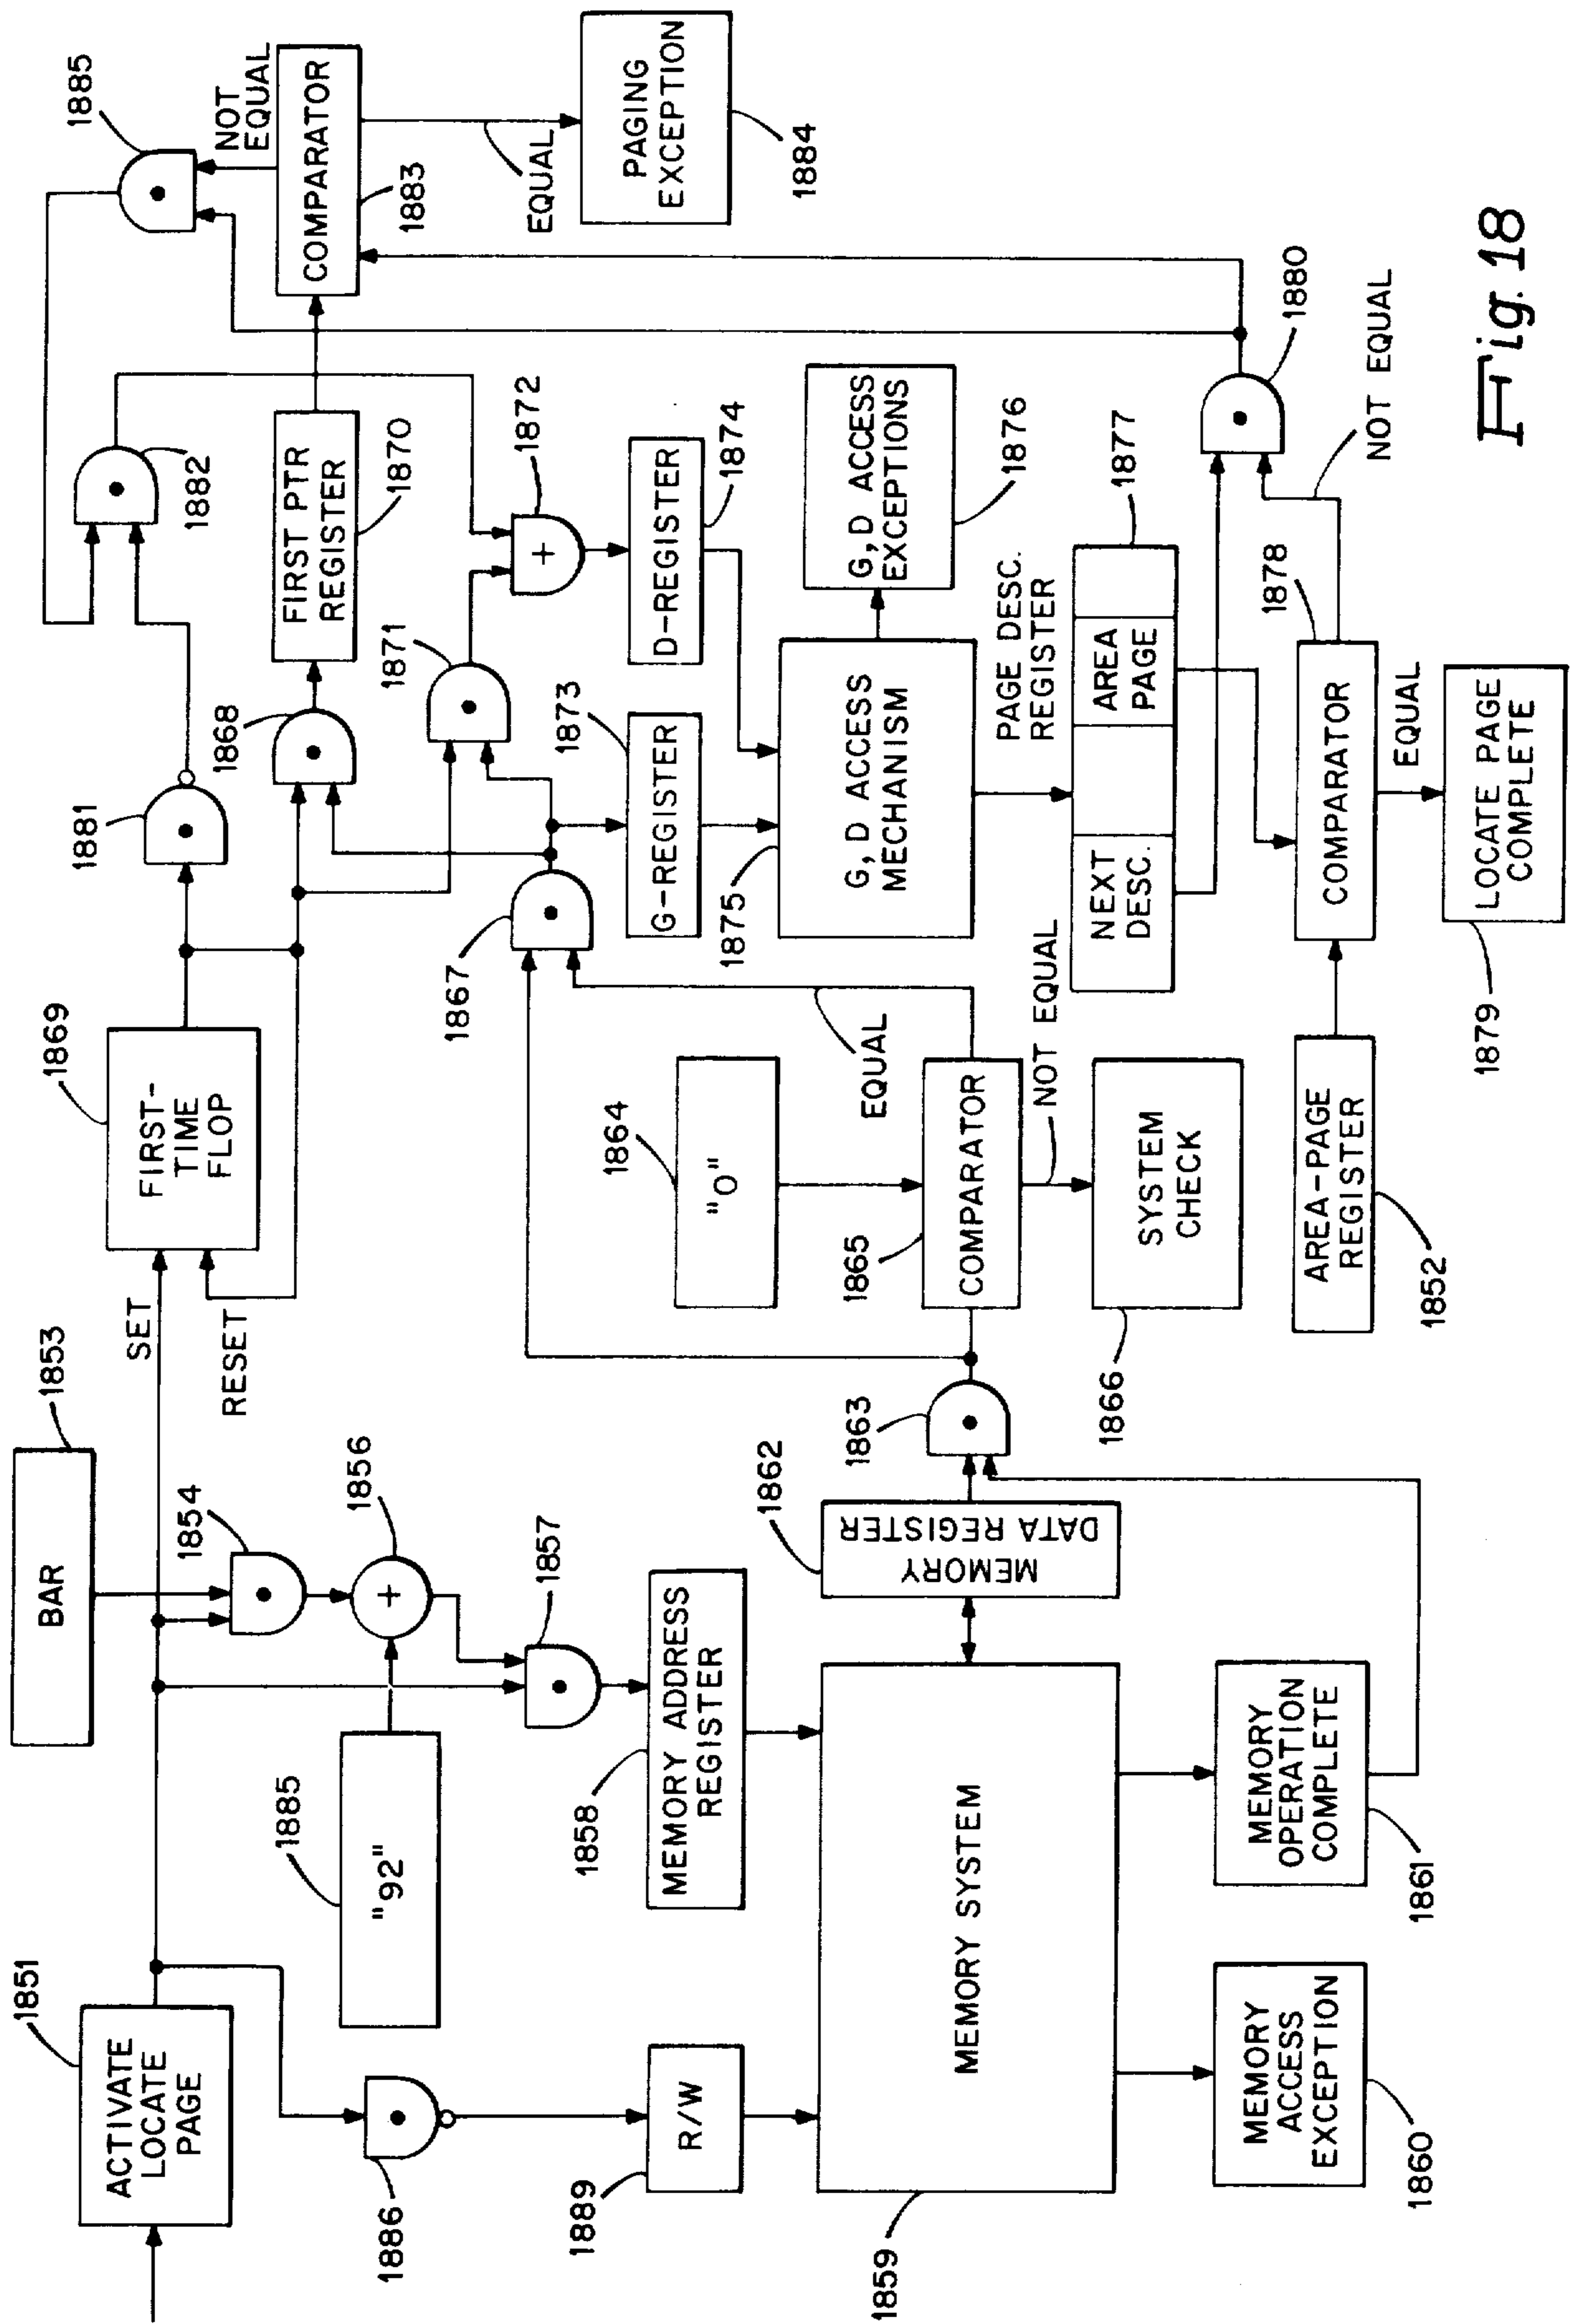 1851
ACTIVATE
LOCATE
PAGE
1886
1889
R/W
1885
"92"
BAR
1853
1854
1856
1857
1858
MEMORY ADDRESS
REGISTER
1859
MEMORY SYSTEM
1860
MEMORY
ACCESS
EXCEPTION
1861
MEMORY
OPERATION
COMPLETE
1862
MEMORY
DATA REGISTER
1863
SET
RESET
1869
FIRST-
TIME
FLOP
1864
"0"
1865
COMPARATOR
EQUAL
NOT EQUAL
1866
SYSTEM
CHECK
1867
1881
1868
1882
FIRST PTR
REGISTER
1870
1871
1872
1873
G-REGISTER
D-REGISTER
1874
1875
G, D ACCESS
MECHANISM
G, D ACCESS
EXCEPTIONS
1876
PAGE DESC.
REGISTER
1877
NEXT
DESC.
AREA
PAGE
AREA-PAGE
REGISTER
1852
1878
COMPARATOR
NOT EQUAL
EQUAL
LOCATE PAGE
COMPLETE
1879
1880
1885
NOT
EQUAL
COMPARATOR
1883
EQUAL
PAGING
EXCEPTION
1884
Fig. 18